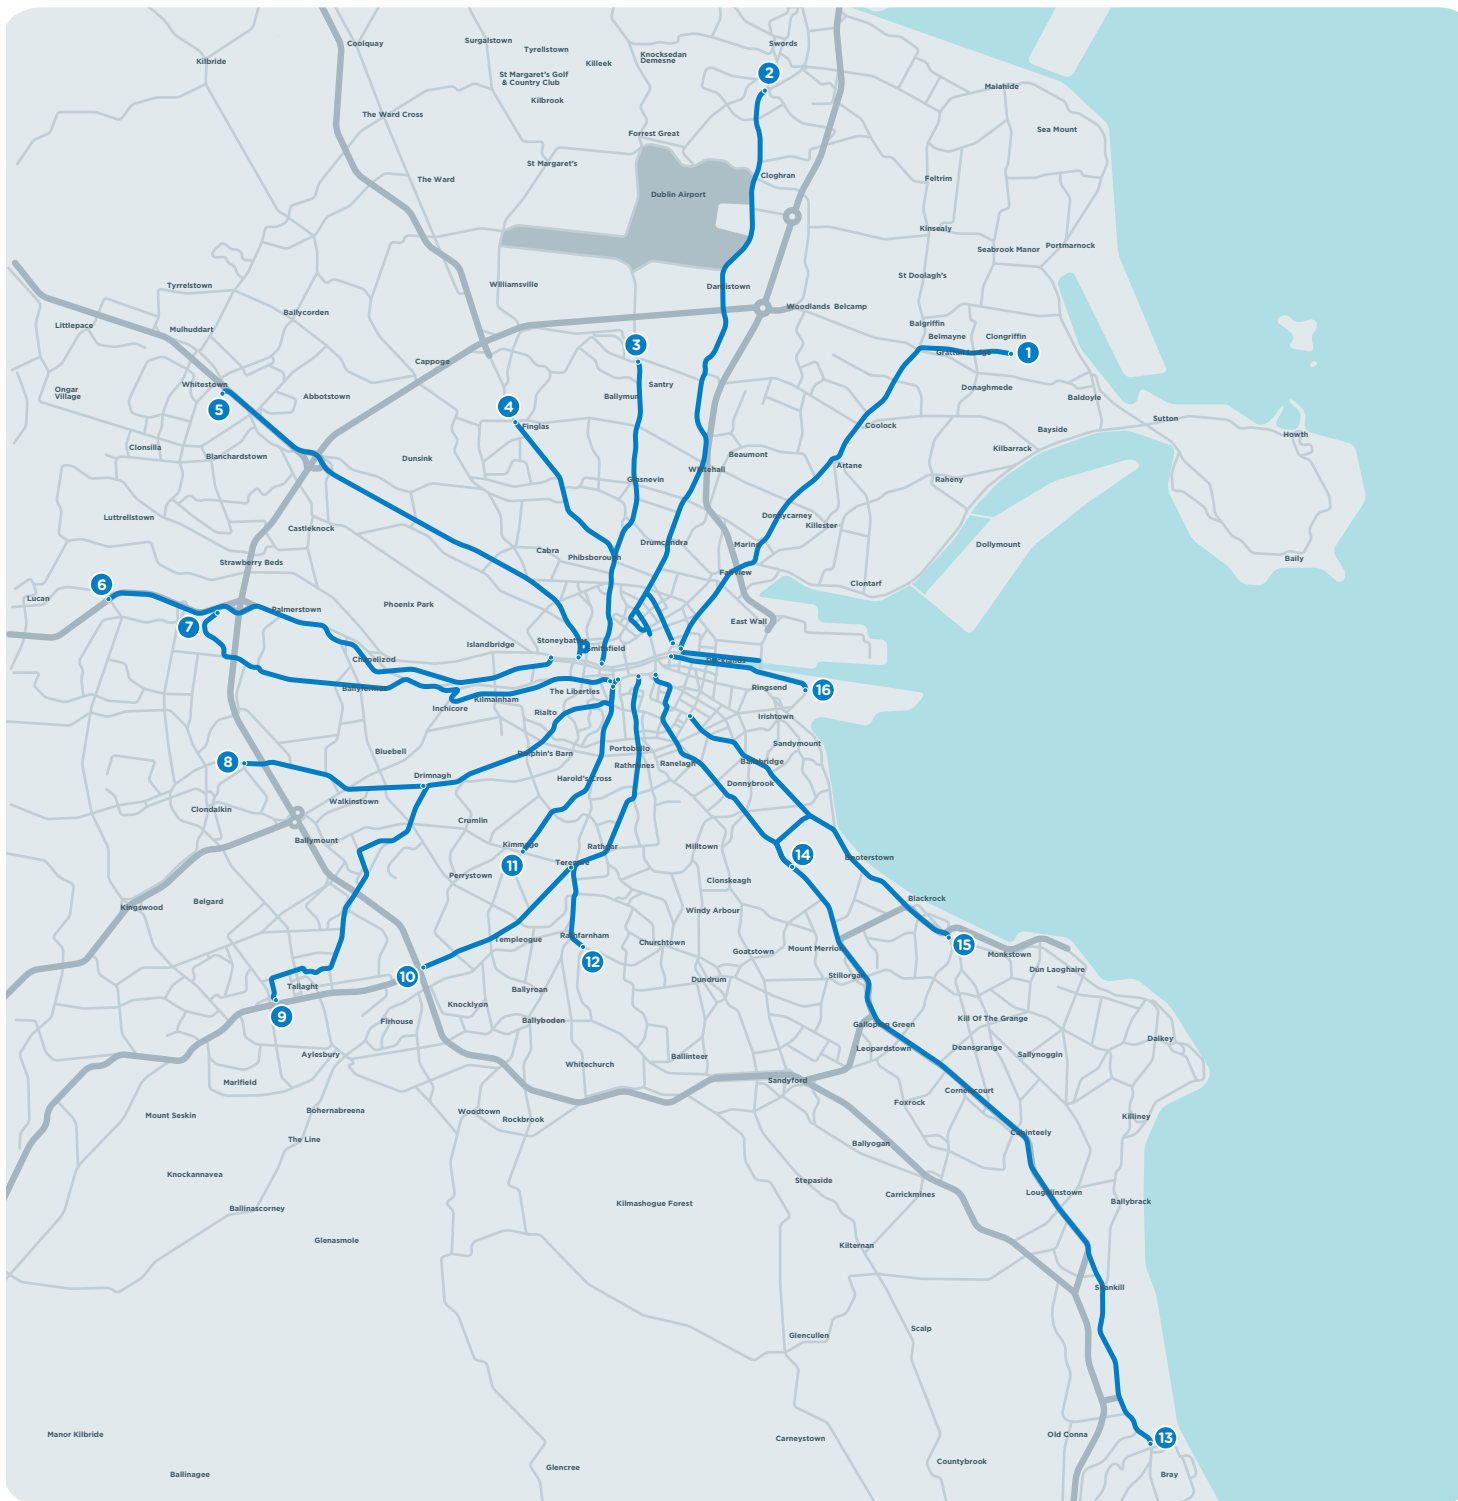 Coolquay
Surgalstown
Tyrellstown
Swords
Kilbride
Killeek
Knocksedan
Demesne
2
St Margaret's Golf
& Country Club
Malahide
Kilbrook
The Ward Cross
Forrest Great
Sea Mount
St Margaret's
Cloghran
The Ward
Feltrim
Dublin Airport
Kinsealy
Seabrook Manor
Portmarnock
St Doolagh's
Tyrrelstown
Williamsville
Dardistown
Woodlands
Belcamp
Ballycorden
Littlepace
Mulhuddart
Balgriffin
Belmayne
Clongriffin
3
1
Grattan Lodge
Cappoge
Whitestown
Santry
Donaghmede
Ongar
Village
Abbotstown
Ballymun
Baldoyle
5
4
Finglas
Coolock
Sutton
Bayside
Howth
Clonsilla
Kilbarrack
Blanchardstown
Dunsink
Beaumont
Artane
Whitehall
Glasnevin
Raheny
Luttrellstown
Donnycarney
Killester
Castleknock
Drumcondra
Marino
Dollymount
Cabra
Phibsborough
Baily
Strawberry Beds
Fairview
6
Clontarf
Lucan
Phoenix Park
Palmerstown
East Wall
7
Stoneybatter
Islandbridge
Smithfield
Chapelizod
Docklands
Ballyfermot
Ringsend
16
The Liberties
Kilmainham
Inchicore
Rialto
Irishtown
Sandymount
Bluebell
Dolphin's Barn
Portobello
8
Rathmines
Ranelagh
Ballsbridge
Drimnagh
Harold's Cross
Donnybrook
Walkinstown
Clondalkin
Crumlin
Ballymount
Kimmage
Rathgar
Milltown
14
Booterstown
11
Terenure
Perrystown
Clonskeagh
Blackrock
Belgard
Kingswood
Windy Arbour
Templeogue
Rathfarnham
Churchtown
15
Goatstown
Mount Merrion
Monkstown
12
Dún Laoghaire
10
Stillorgan
Dundrum
Tallaght
Ballyroan
Knocklyon
9
Firhouse
Ballyboden
Kill Of The Grange
Galloping Green
Dalkey
Leopardstown
Deansgrange
Sallynoggin
Aylesbury
Ballinteer
Whitechurch
Marlfield
Sandyford
Cornelscourt
Foxrock
Bohernabreena
Woodtown
Mount Seskin
Rockbrook
Killiney
The Line
Cabinteely
Ballyogan
Knockannavea
Stepaside
Carrickmines
Loughlinstown
Ballybrack
Kilmashogue Forest
Ballinascorney
Glenasmole
Kilternan
Shankill
Scalp
Glencullen
Manor Kilbride
Carneystown
Old Conna
13
Countybrook
Glencree
Ballinagee
Bray